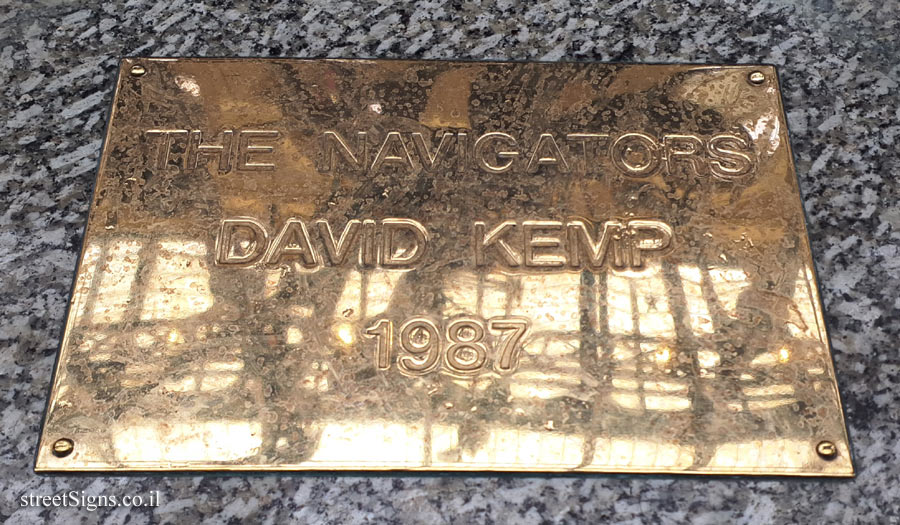 THE NAVIGATORS
DAVID KEMP
1987
streetSigns.co.il